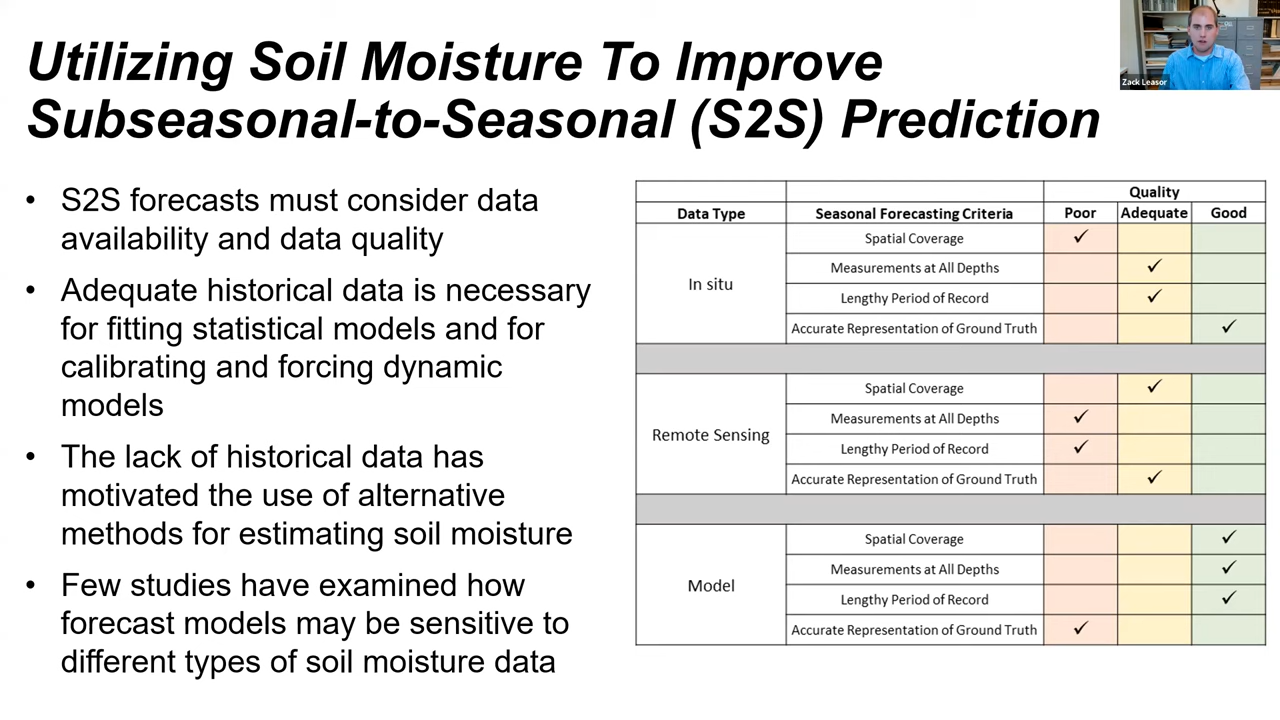 Utilizing Soil Moisture To Improve
Subseasonal-to-Seasonal (S2S) Prediction
Zack Leasor
• S2S forecasts must consider data
availability and data quality
• Adequate historical data is necessary
for fitting statistical models and for
calibrating and forcing dynamic
models
• The lack of historical data has
motivated the use of alternative
methods for estimating soil moisture
• Few studies have examined how
forecast models may be sensitive to
different types of soil moisture data
Quality
Data Type Seasonal Forecasting Criteria Poor Adequate Good
In situ
Spatial Coverage ✓
Measurements at All Depths ✓
Lengthy Period of Record ✓
Accurate Representation of Ground Truth ✓
Remote Sensing
Spatial Coverage ✓
Measurements at All Depths ✓
Lengthy Period of Record ✓
Accurate Representation of Ground Truth ✓
Model
Spatial Coverage ✓
Measurements at All Depths ✓
Lengthy Period of Record ✓
Accurate Representation of Ground Truth ✓